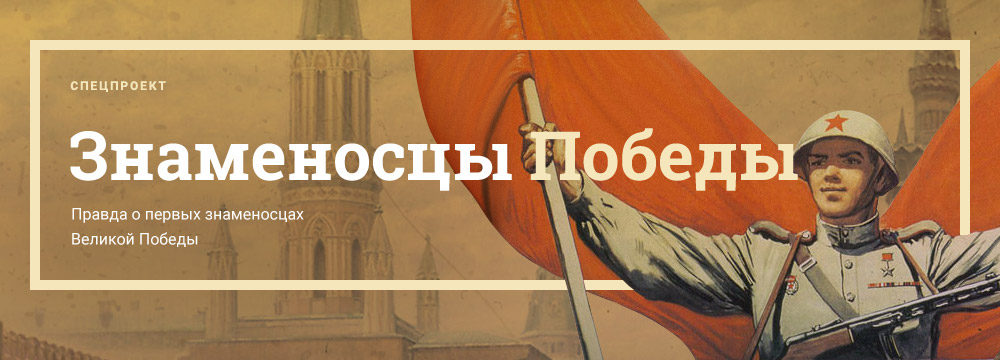 СПЕЦПРОЕКТ
Знаменосцы Победы
Правда о первых знаменосцах
Великой Победы